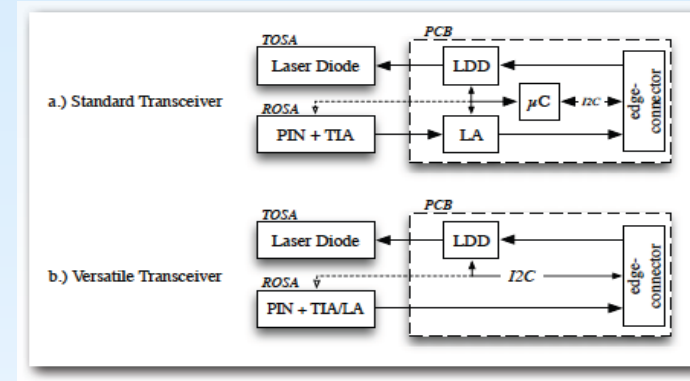 PCB
TOSA
Laser Diode
LDD
a.) Standard Transceiver
µC
I2C
edge-
connector
ROSA
PIN + TIA
LA
PCB
TOSA
Laser Diode
LDD
b.) Versatile Transceiver
I2C
edge-
connector
ROSA
PIN + TIA/LA